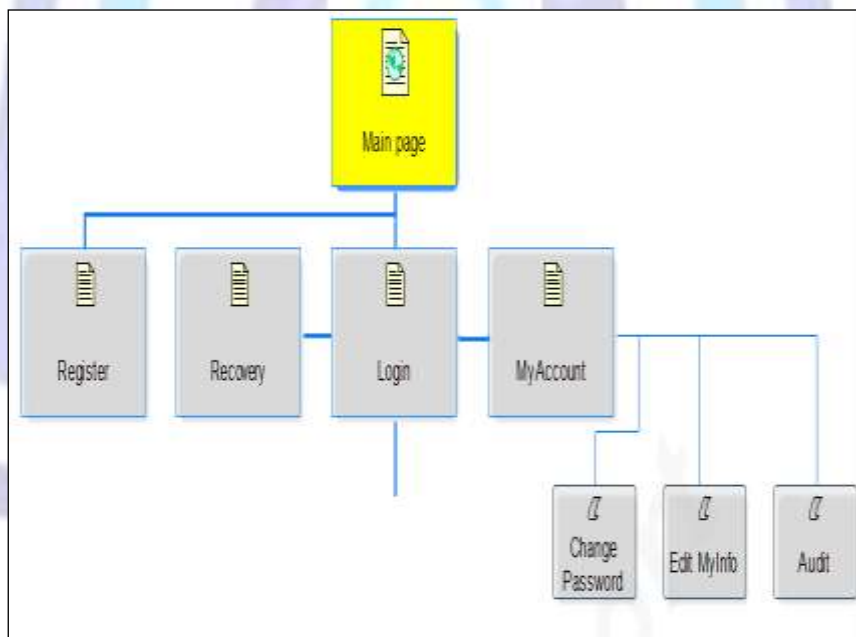 Main page
Register
Recovery
Login
MyAccount
Change
Password
Edit MyInfo
Audit